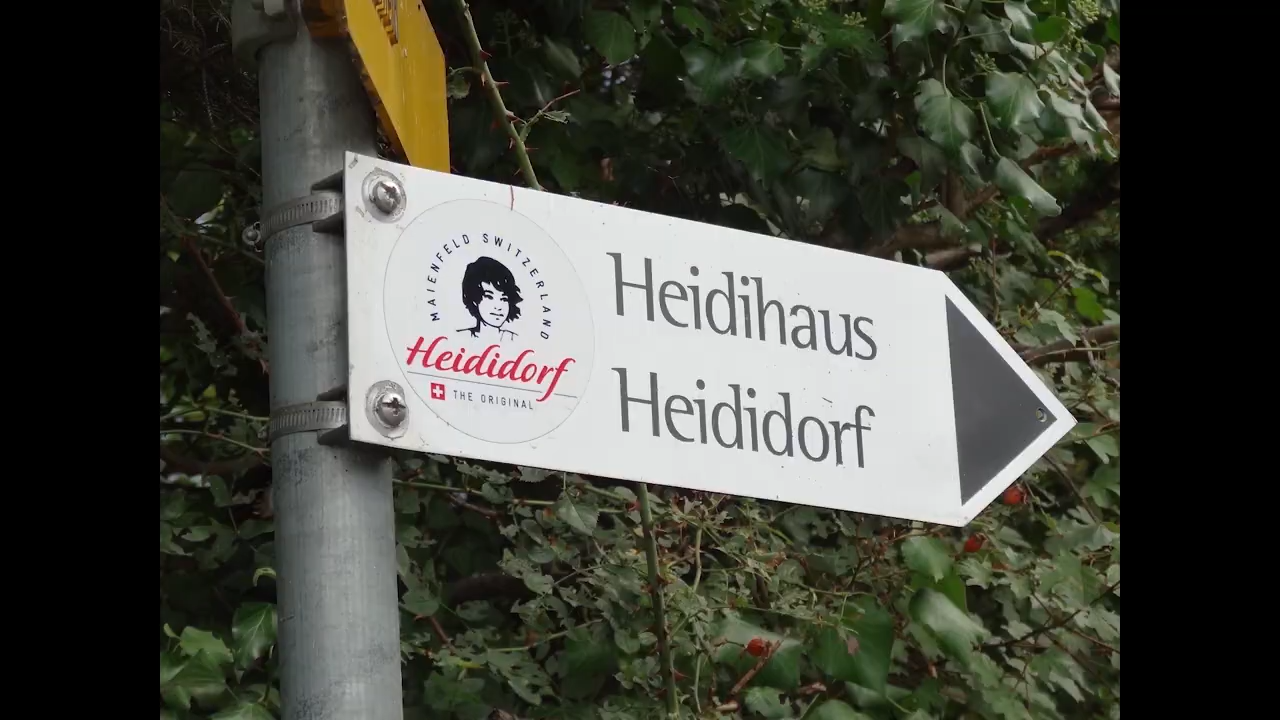 MAIENFELD SWITZERLAND
Heididorf
THE ORIGINAL
Heidihaus
Heididorf